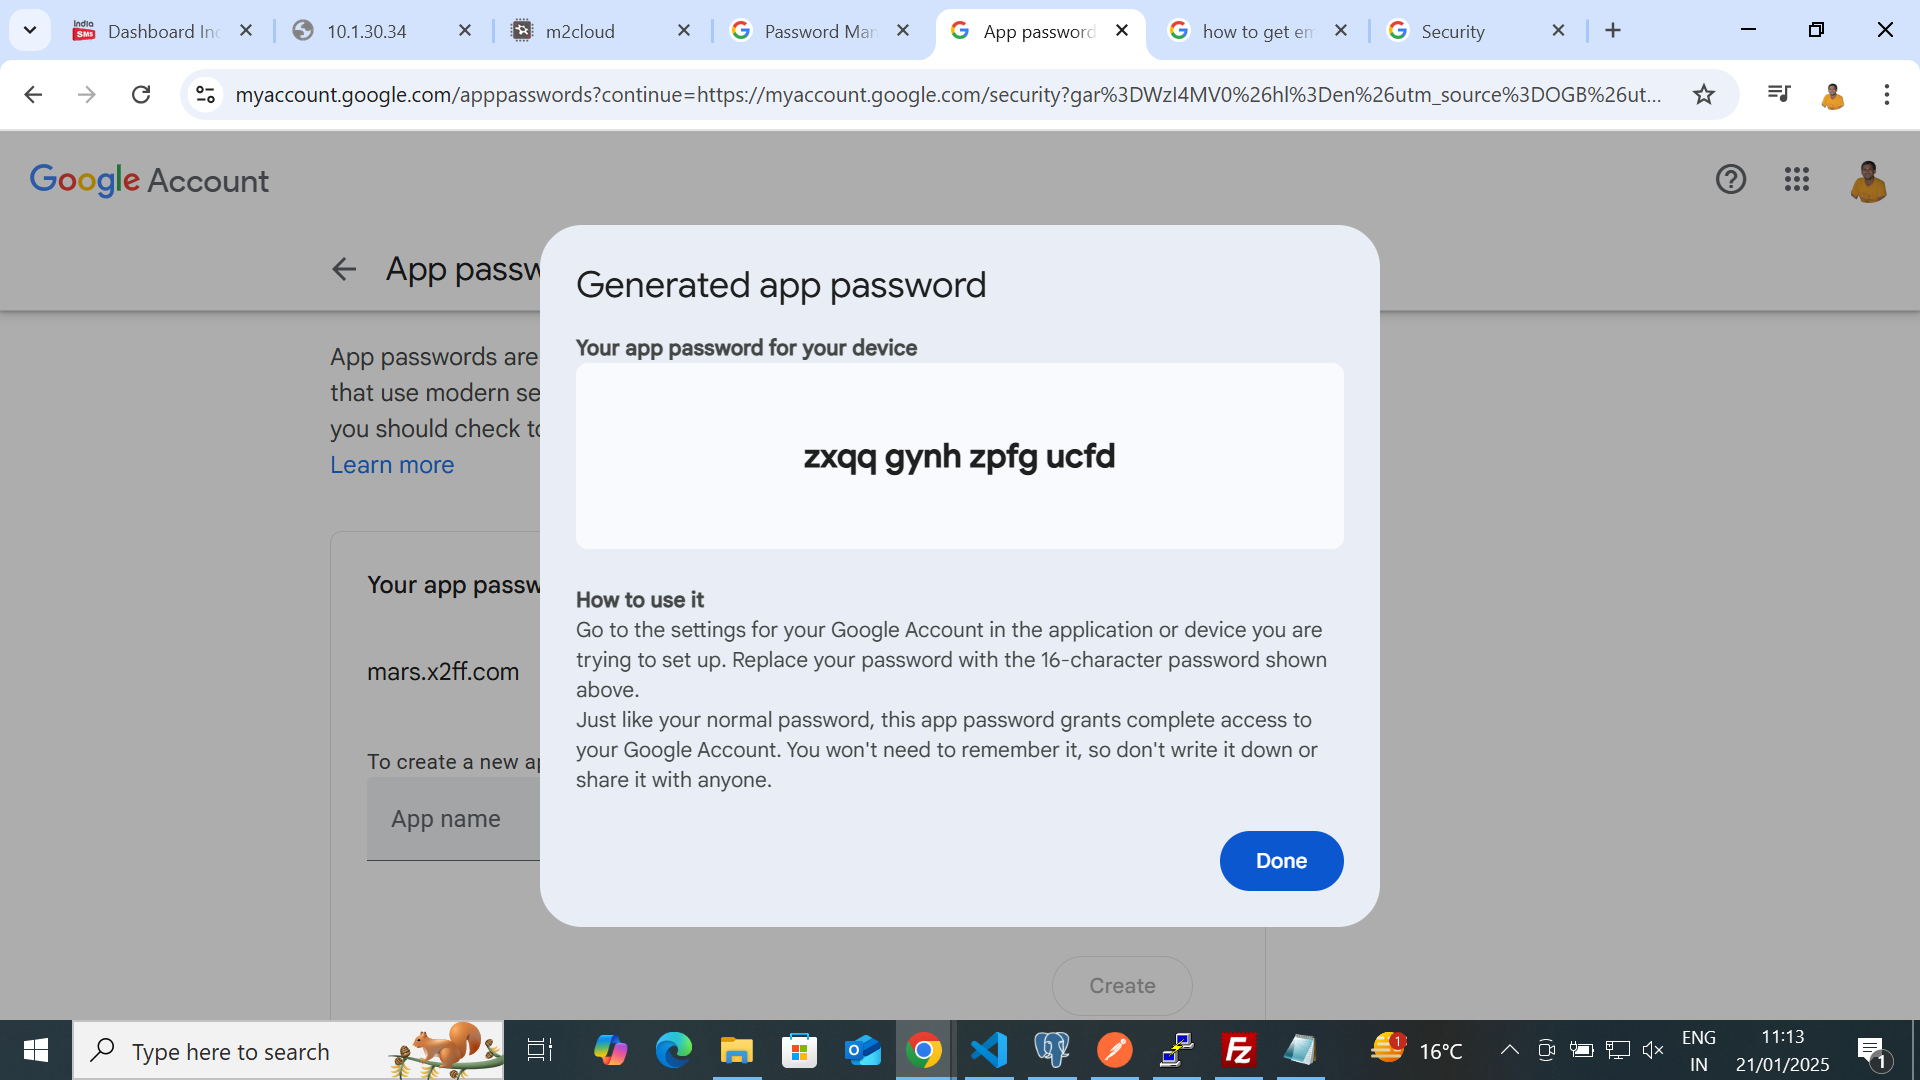 India
SMS
Dashboard Inc
10.1.30.34
m2cloud
Password Man
App password
how to get em
Security
myaccount.google.com/apppasswords?continue=https://myaccount.google.com/security?gar%3DWzI4MV0%26hl%3Den%26utm_source%3DOGB%26ut...
Google Account
App passw
App passwords are
that use modern se
you should check to
Learn more
Your app passw
mars.x2ff.com
To create a new ap
App name
Create
Generated app password
Your app password for your device
zxqq gynh zpfg ucfd
How to use it
Go to the settings for your Google Account in the application or device you are
trying to set up. Replace your password with the 16-character password shown
above.
Just like your normal password, this app password grants complete access to
your Google Account. You won't need to remember it, so don't write it down or
share it with anyone.
Done
Type here to search
1
16°C
ENG
IN
11:13
21/01/2025
1